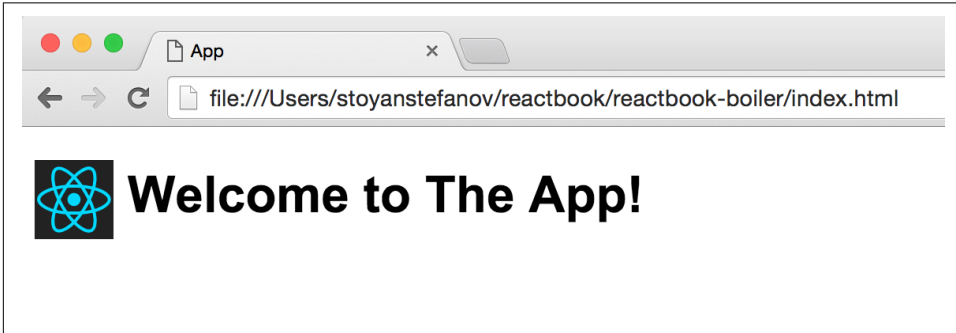 App
file:///Users/stoyanstefanov/reactbook/reactbook-boiler/index.html
Welcome to The App!